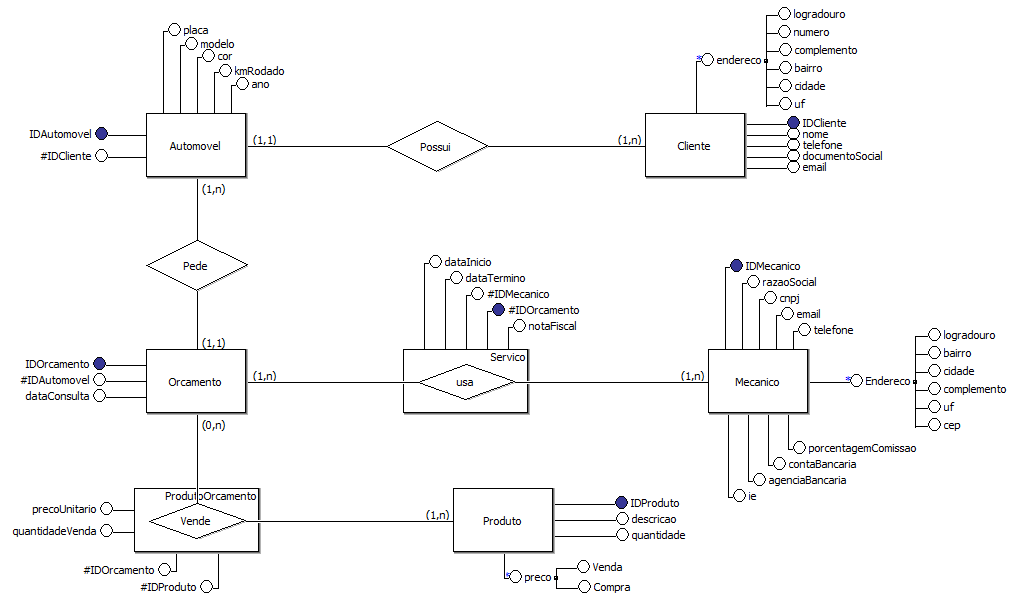 placa
modelo
cor
kmRodado
ano
IDAutomovel
#IDCliente
Automovel
(1,1)
Possui
(1,n)
Cliente
* endereco
logradouro
numero
complemento
bairro
cidade
uf
IDCliente
nome
telefone
documentoSocial
email
(1,n)
Pede
(1,1)
dataInicio
dataTermino
#IDMecanico
#IDOrcamento
notaFiscal
IDMecanico
razaoSocial
cnpj
email
telefone
IDOrcamento
#IDAutomovel
dataConsulta
Orcamento
(1,n)
Servico
usa
(1,n)
Mecanico
* Endereco
logradouro
bairro
cidade
complemento
uf
cep
porcentagemComissao
contaBancaria
agenciaBancaria
ie
(0,n)
ProdutoOrcamento
Vende
precoUnitario
quantidadeVenda
#IDOrcamento
#IDProduto
(1,n)
Produto
IDProduto
descricao
quantidade
* preco
Venda
Compra